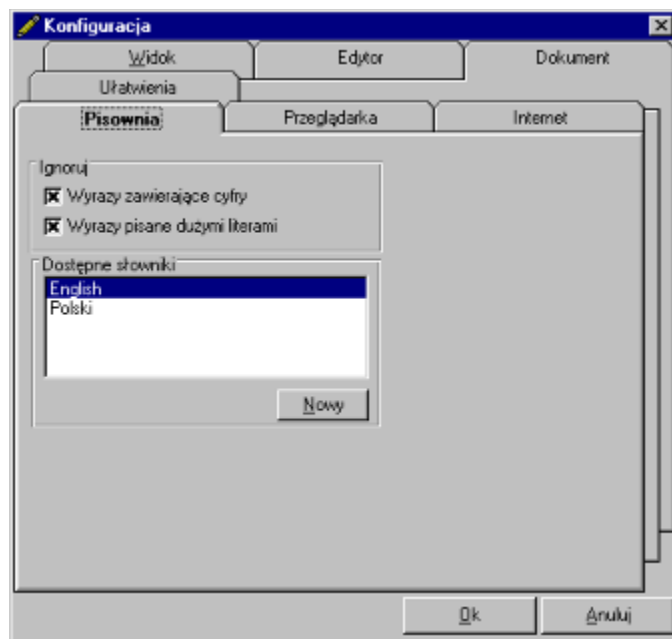 Konfiguracja
Widok
Edytor
Dokument
Ułatwienia
Pisownia
Przeglądarka
Internet
Ignoruj
Wyrazy zawierające cyfry
Wyrazy pisane dużymi literami
Dostępne słowniki
English
Polski
Nowy
Ok
Anuluj